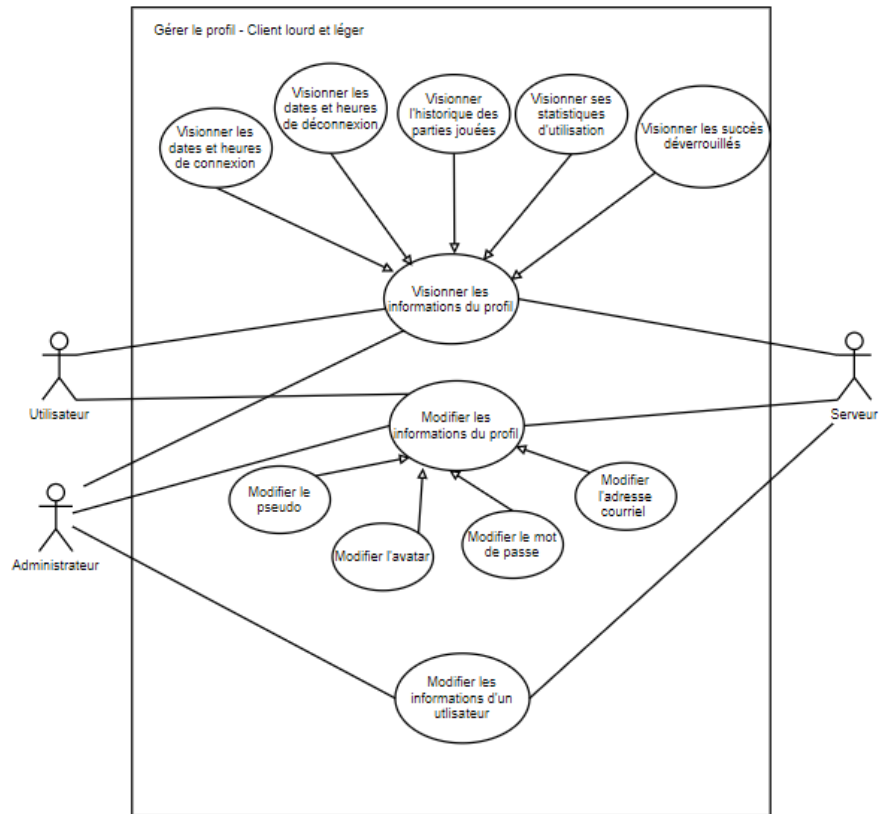 Gérer le profil - Client lourd et léger
Visionner les
dates et heures
de connexion
Visionner les
dates et heures
de déconnexion
Visionner
l'historique des
parties jouées
Visionner ses
statistiques
d'utilisation
Visionner les succès
déverrouillés
Visionner les
informations du profil
Utilisateur
Serveur
Modifier les
informations du profil
Modifier le
pseudo
Modifier l'avatar
Modifier le mot
de passe
Modifier
l'adresse
courriel
Administrateur
Modifier les
informations d'un
utlisateur